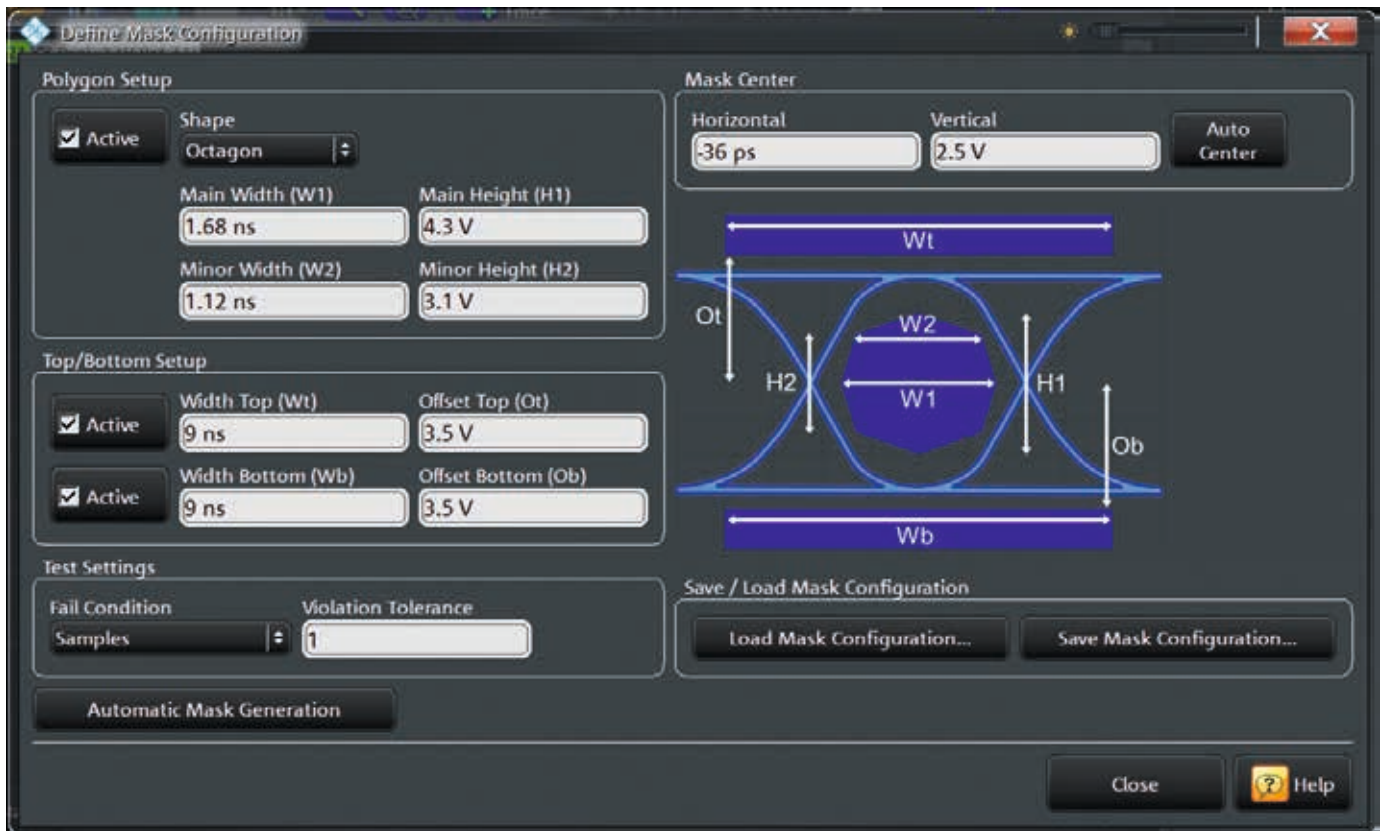 Define Mask Configuration
Polygon Setup
Active
Shape
Octagon
Main Width (W1)
Main Height (H1)
1.68 ns
4.3 V
Minor Width (W2)
Minor Height (H2)
1.12 ns
3.1 V
Top/Bottom Setup
Active
Width Top (Wt)
Offset Top (Ot)
9 ns
3.5 V
Active
Width Bottom (Wb)
Offset Bottom (Ob)
9 ns
3.5 V
Test Settings
Fail Condition
Violation Tolerance
Samples
1
Automatic Mask Generation
Mask Center
Horizontal
Vertical
-36 ps
2.5 V
Auto
Center
Wt
Ot
W2
H2
H1
W1
Ob
Wb
Save / Load Mask Configuration
Load Mask Configuration...
Save Mask Configuration...
Close
? Help